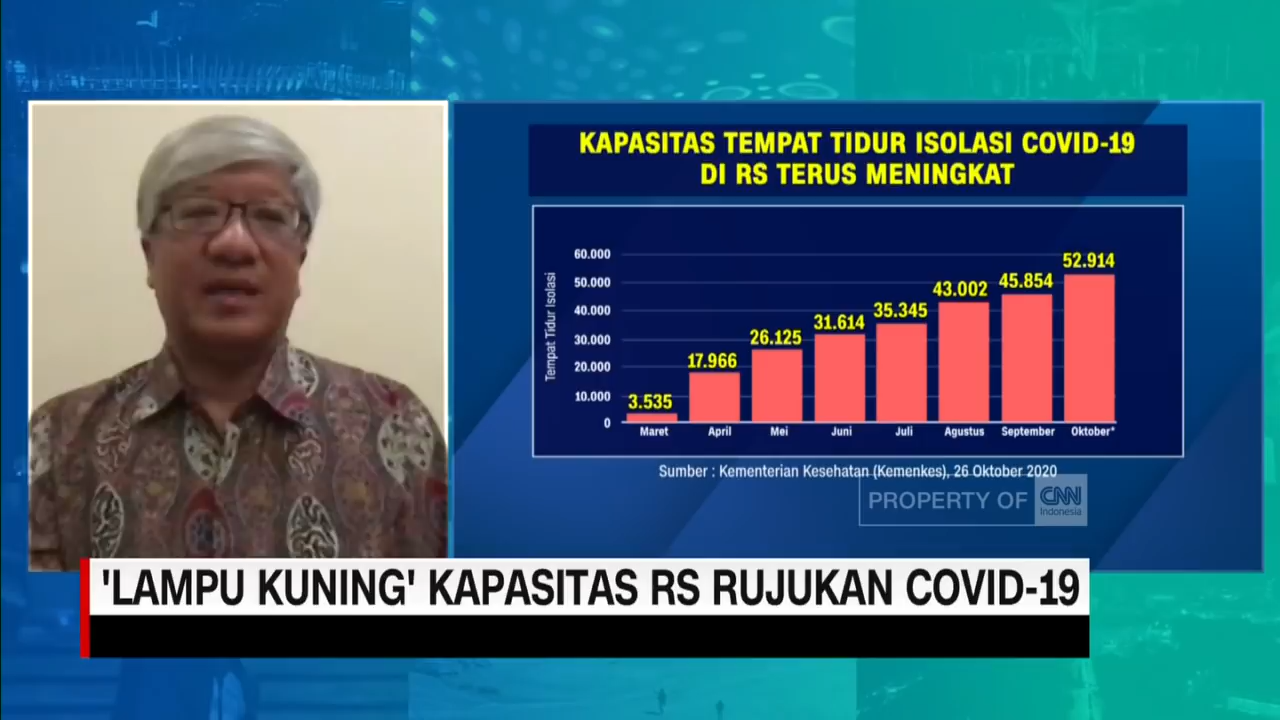 KAPASITAS TEMPAT TIDUR ISOLASI COVID-19
DI RS TERUS MENINGKAT
Tempat Tidur Isolasi
60.000
50.000
40.000
30.000
20.000
10.000
0
3.535
17.966
26.125
31.614
35.345
43.002
45.854
52.914
Maret
April
Mei
Juni
Juli
Agustus
September
Oktober*
Sumber : Kementerian Kesehatan (Kemenkes), 26 Oktober 2020
PROPERTY OF CNN Indonesia
'LAMPU KUNING' KAPASITAS RS RUJUKAN COVID-19